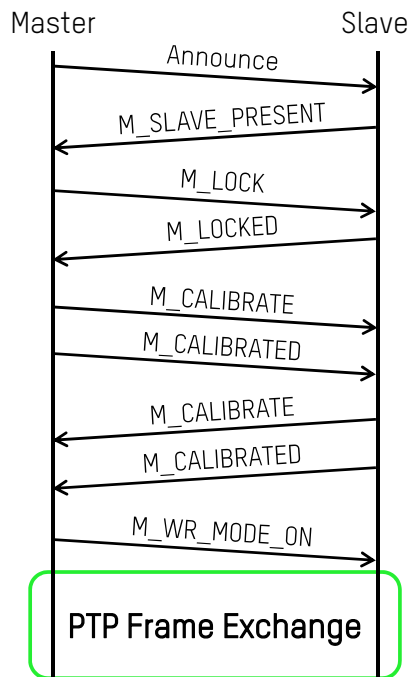 Master Slave
Announce
M_SLAVE_PRESENT
M_LOCK
M_LOCKED
M_CALIBRATE
M_CALIBRATED
M_CALIBRATE
M_CALIBRATED
M_WR_MODE_ON
PTP Frame Exchange